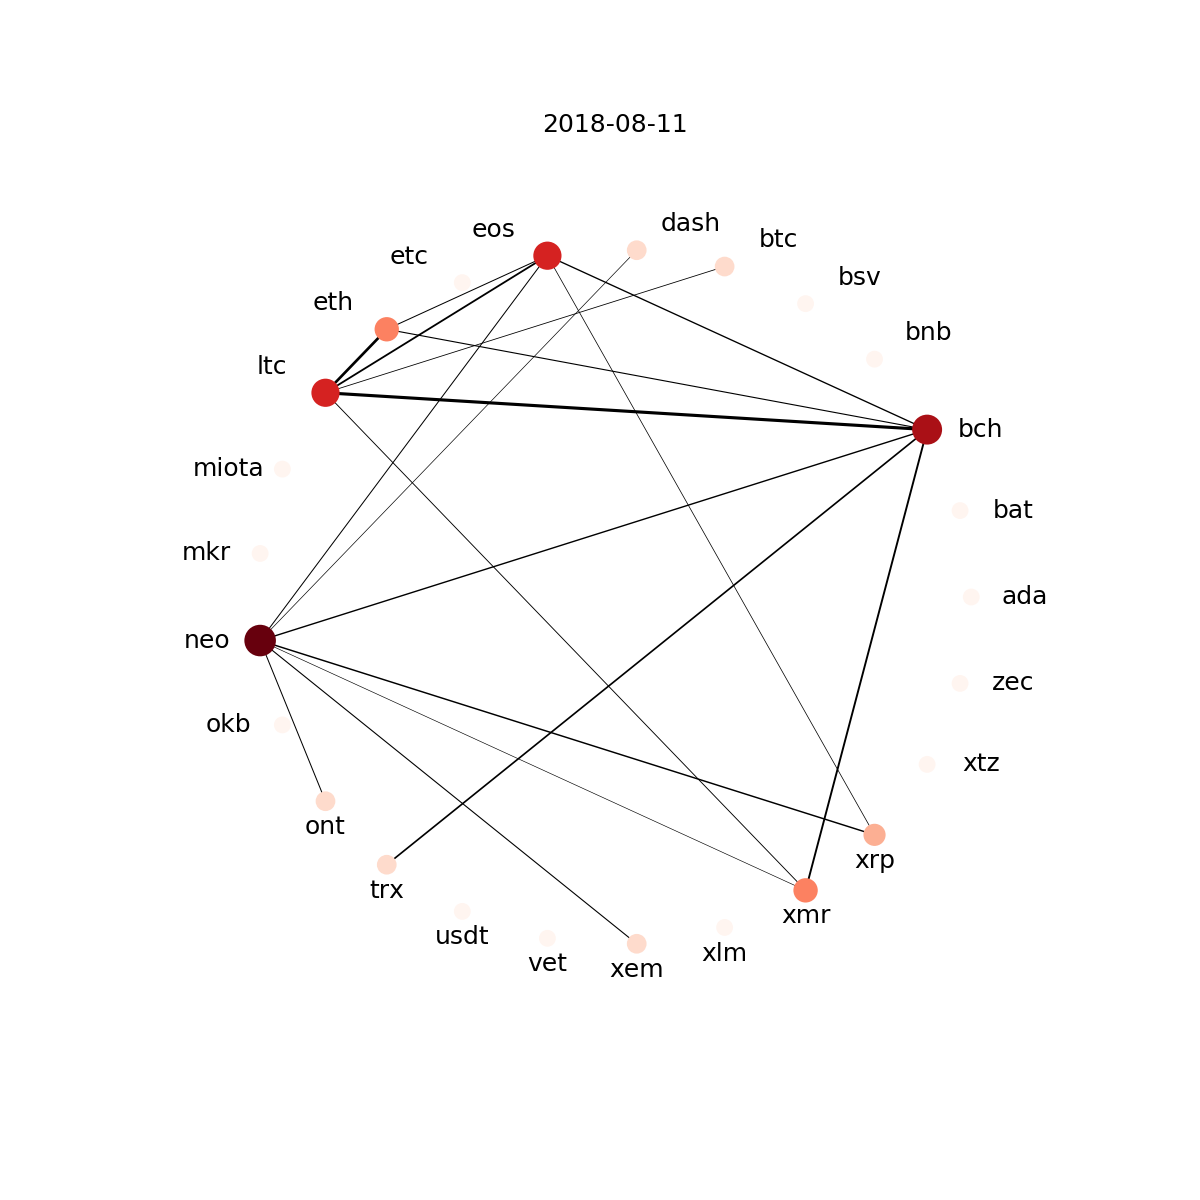 2018-08-11
dash
eos
btc
etc
bsv
eth
bnb
ltc
bch
miota
bat
mkr
ada
neo
zec
okb
xtz
ont
xrp
trx
xmr
usdt
xlm
vet
xem